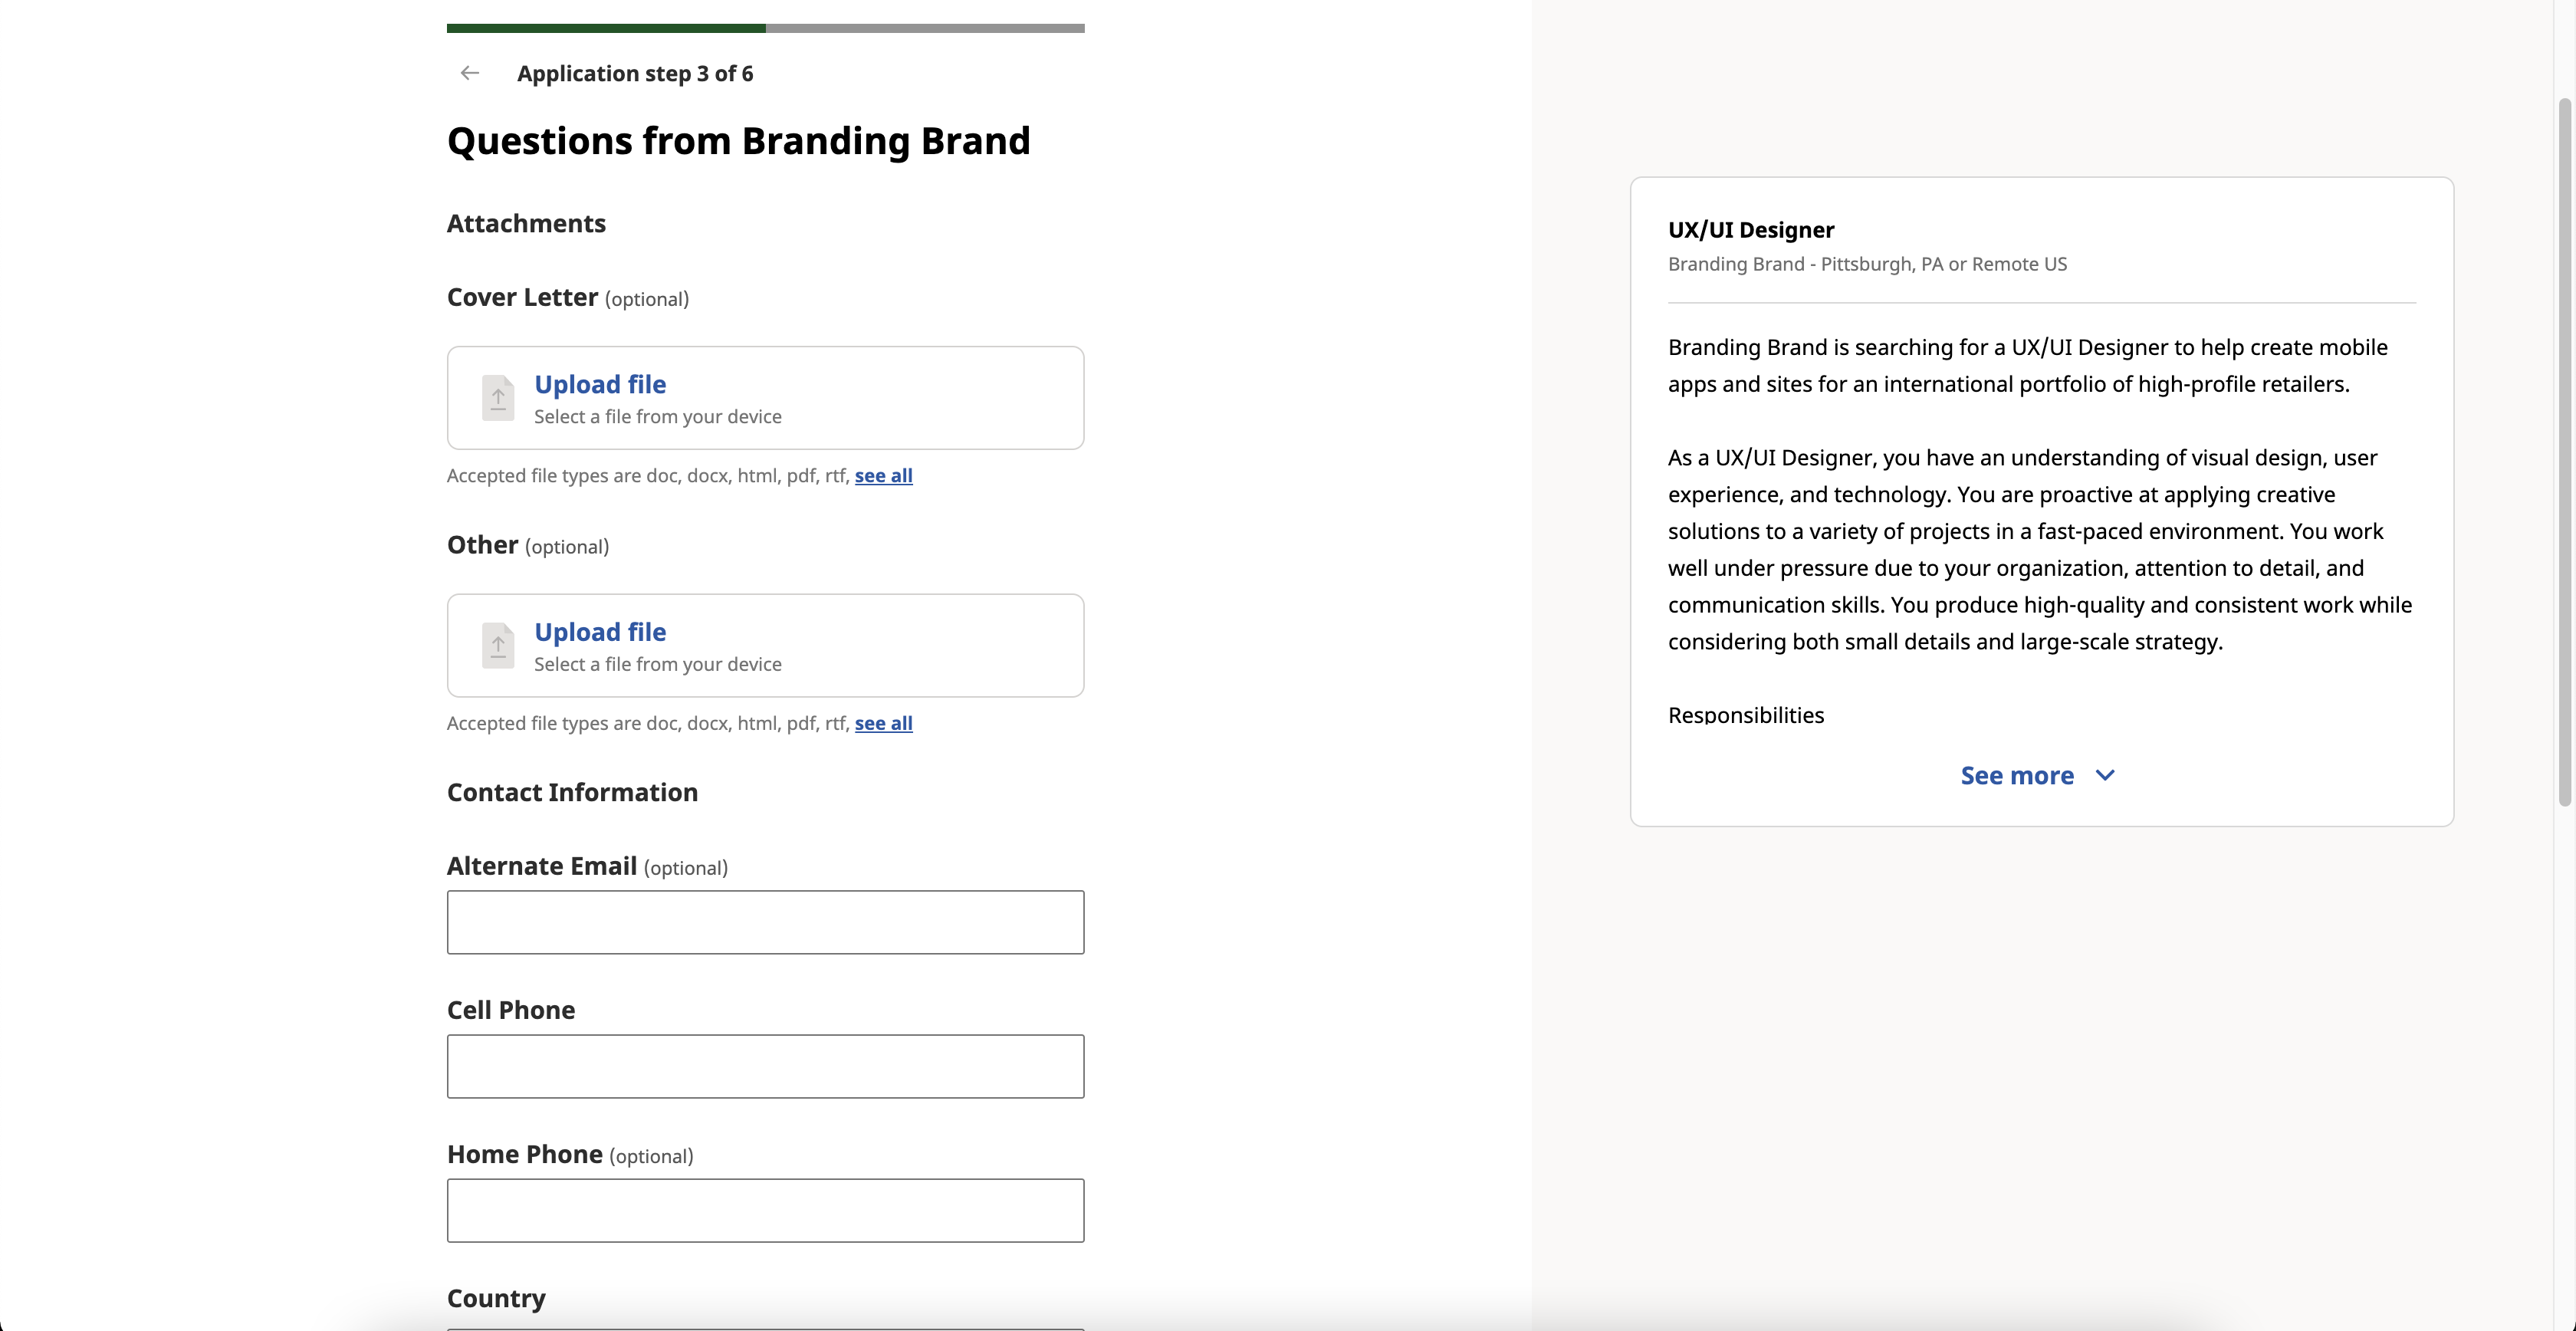 Application step 3 of 6
Questions from Branding Brand
Attachments
Cover Letter (optional)
Upload file
Select a file from your device
Accepted file types are doc, docx, html, pdf, rtf, see all
Other (optional)
Upload file
Select a file from your device
Accepted file types are doc, docx, html, pdf, rtf, see all
Contact Information
Alternate Email (optional)
Cell Phone
Home Phone (optional)
Country
UX/UI Designer
Branding Brand - Pittsburgh, PA or Remote US
Branding Brand is searching for a UX/UI Designer to help create mobile
apps and sites for an international portfolio of high-profile retailers.
As a UX/UI Designer, you have an understanding of visual design, user
experience, and technology. You are proactive at applying creative
solutions to a variety of projects in a fast-paced environment. You work
well under pressure due to your organization, attention to detail, and
communication skills. You produce high-quality and consistent work while
considering both small details and large-scale strategy.
Responsibilities
See more